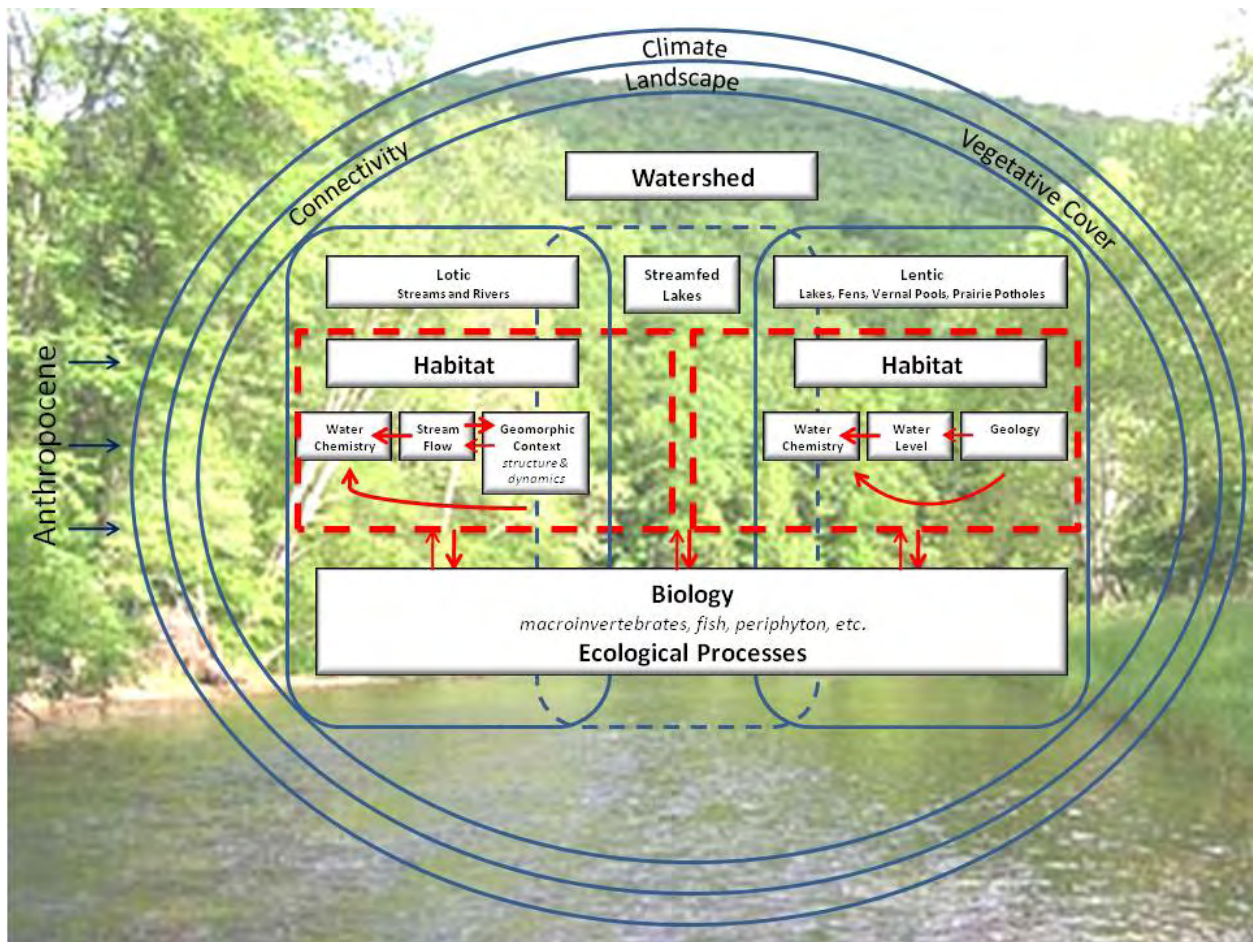 Climate
Landscape
Connectivity
Vegetative Cover
Watershed
Lotic
Streams and Rivers
Streamfed
Lakes
Lentic
Lakes, Fens, Vernal Pools, Prairie Potholes
Anthropocene
Habitat
Habitat
Water
Chemistry
Stream
Flow
Geomorphic
Context
structure &
dynamics
Water
Chemistry
Water
Level
Geology
Biology
macroinvertebrates, fish, periphyton, etc.
Ecological Processes